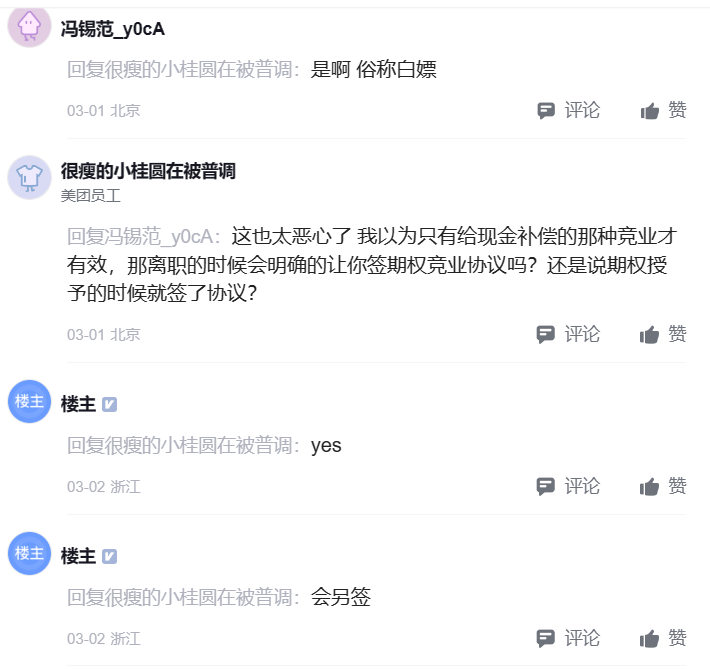 冯锡范_y0cA
回复很瘦的小桂圆在被普调：是啊 俗称白嫖
03-01 北京
评论 赞
很瘦的小桂圆在被普调
美团员工
回复冯锡范_y0cA：这也太恶心了 我以为只有给现金补偿的那种竞业才
有效，那离职的时候会明确的让你签期权竞业协议吗？还是说期权授
予的时候就签了协议？
03-01 北京
评论 赞
楼主 楼主
回复很瘦的小桂圆在被普调：yes
03-02 浙江
评论 赞
楼主 楼主
回复很瘦的小桂圆在被普调：会另签
03-02 浙江
评论 赞